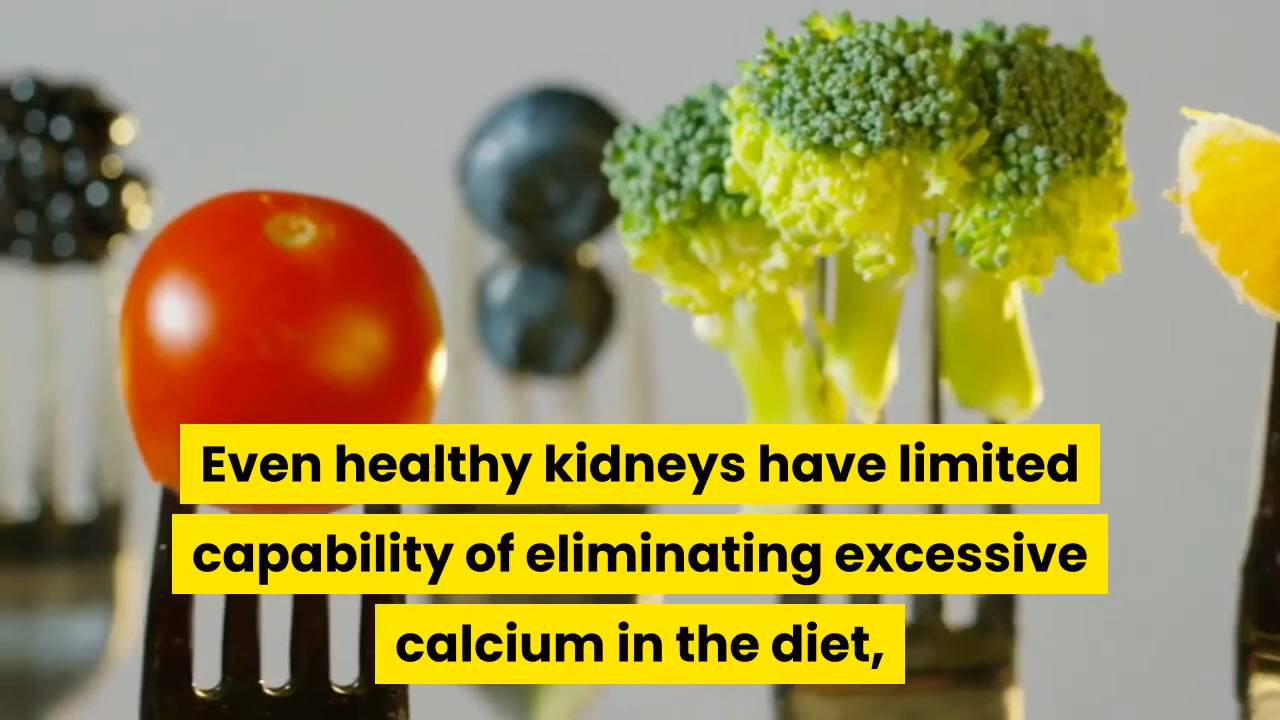 Even healthy kidneys have limited
capability of eliminating excessive
calcium in the diet,